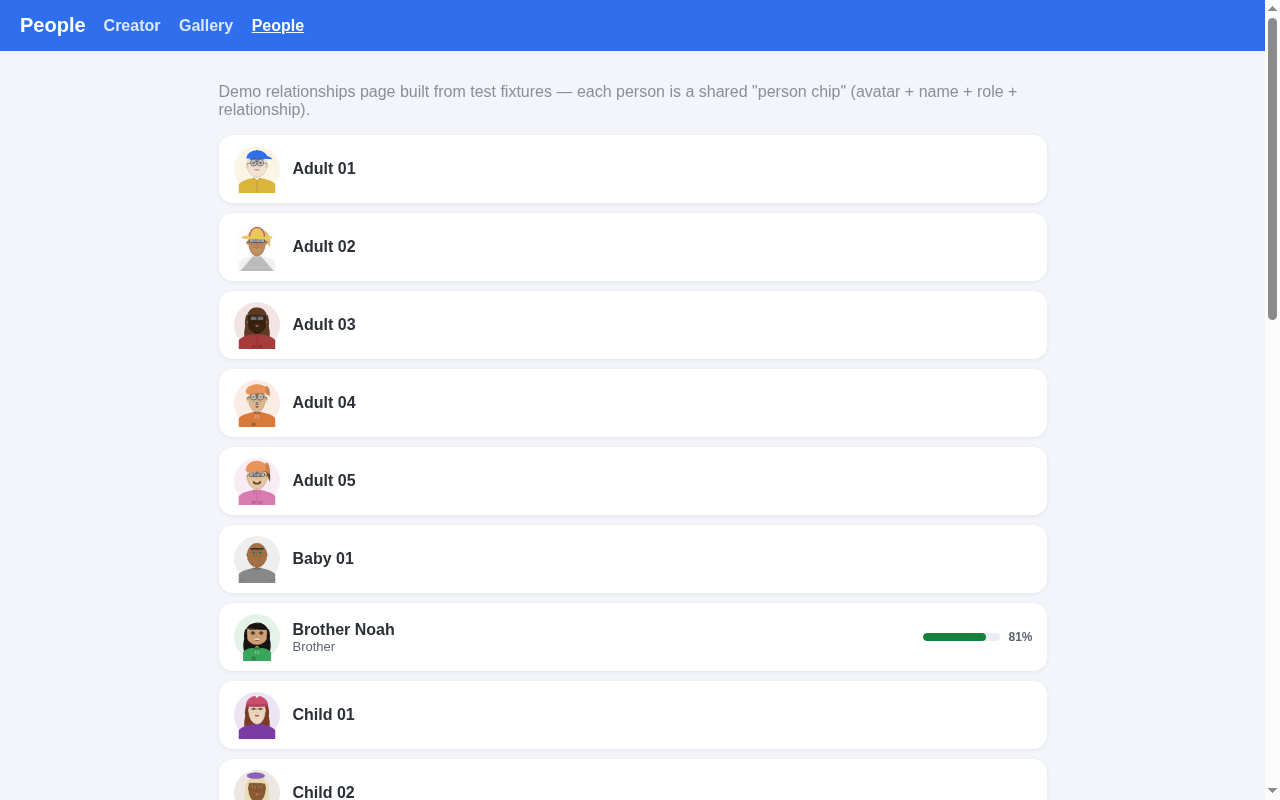 People Creator Gallery People
Demo relationships page built from test fixtures — each person is a shared "person chip" (avatar + name + role +
relationship).
Adult 01
Adult 02
Adult 03
Adult 04
Adult 05
Baby 01
Brother Noah
Brother
81%
Child 01
Child 02